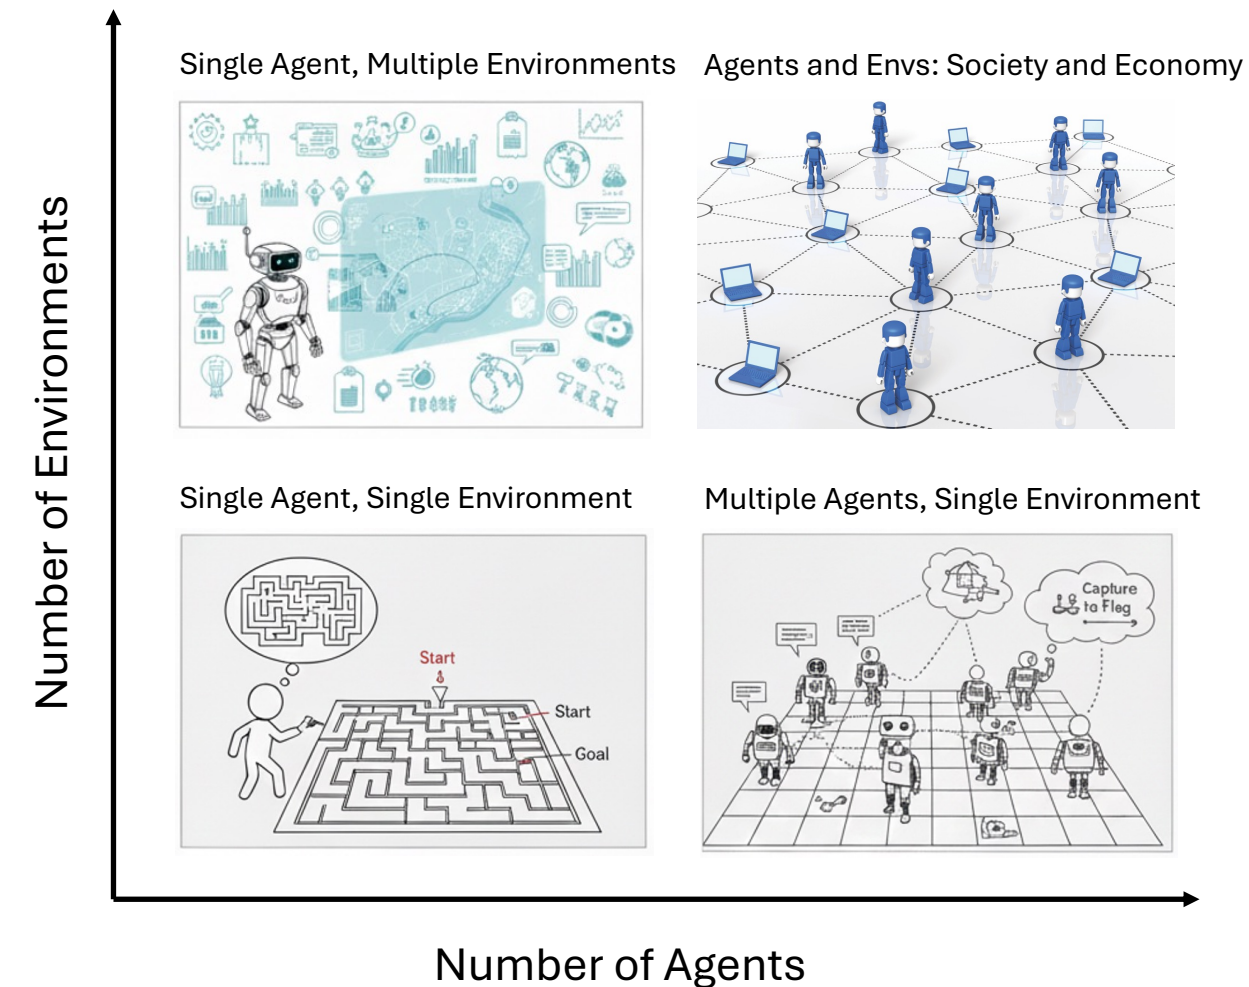 Single Agent, Multiple Environments
Agents and Envs: Society and Economy
Number of Environments
Single Agent, Single Environment
Multiple Agents, Single Environment
Start
Start
Goal
Capture
to Fleg
Number of Agents